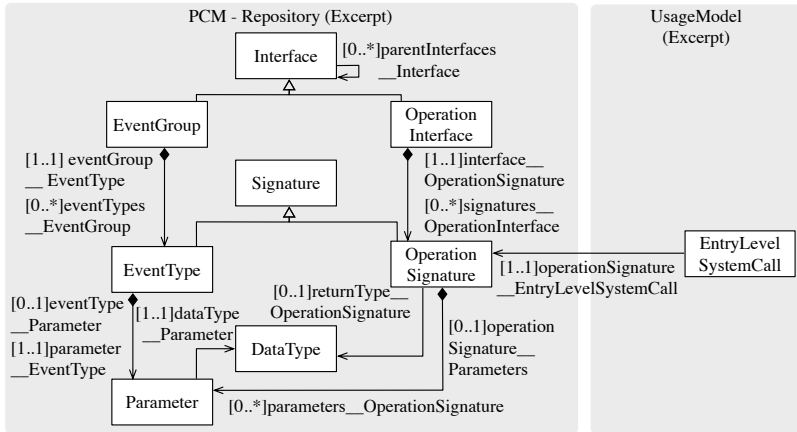 PCM - Repository (Excerpt)
UsageModel
(Excerpt)
Interface
[0..*]parentInterfaces
__Interface
EventGroup
Operation
Interface
[1..1] eventGroup
__ EventType
[0..*]eventTypes
__EventGroup
[1..1]interface__
OperationSignature
[0..*]signatures__
OperationInterface
Signature
EventType
Operation
Signature
EntryLevel
SystemCall
[1..1]operationSignature
__EntryLevelSystemCall
[0..1]eventType
__Parameter
[1..1]parameter
__EventType
[1..1]dataType
__Parameter
[0..1]returnType__
OperationSignature
[0..1]operation
Signature__
Parameters
DataType
Parameter
[0..*]parameters__OperationSignature